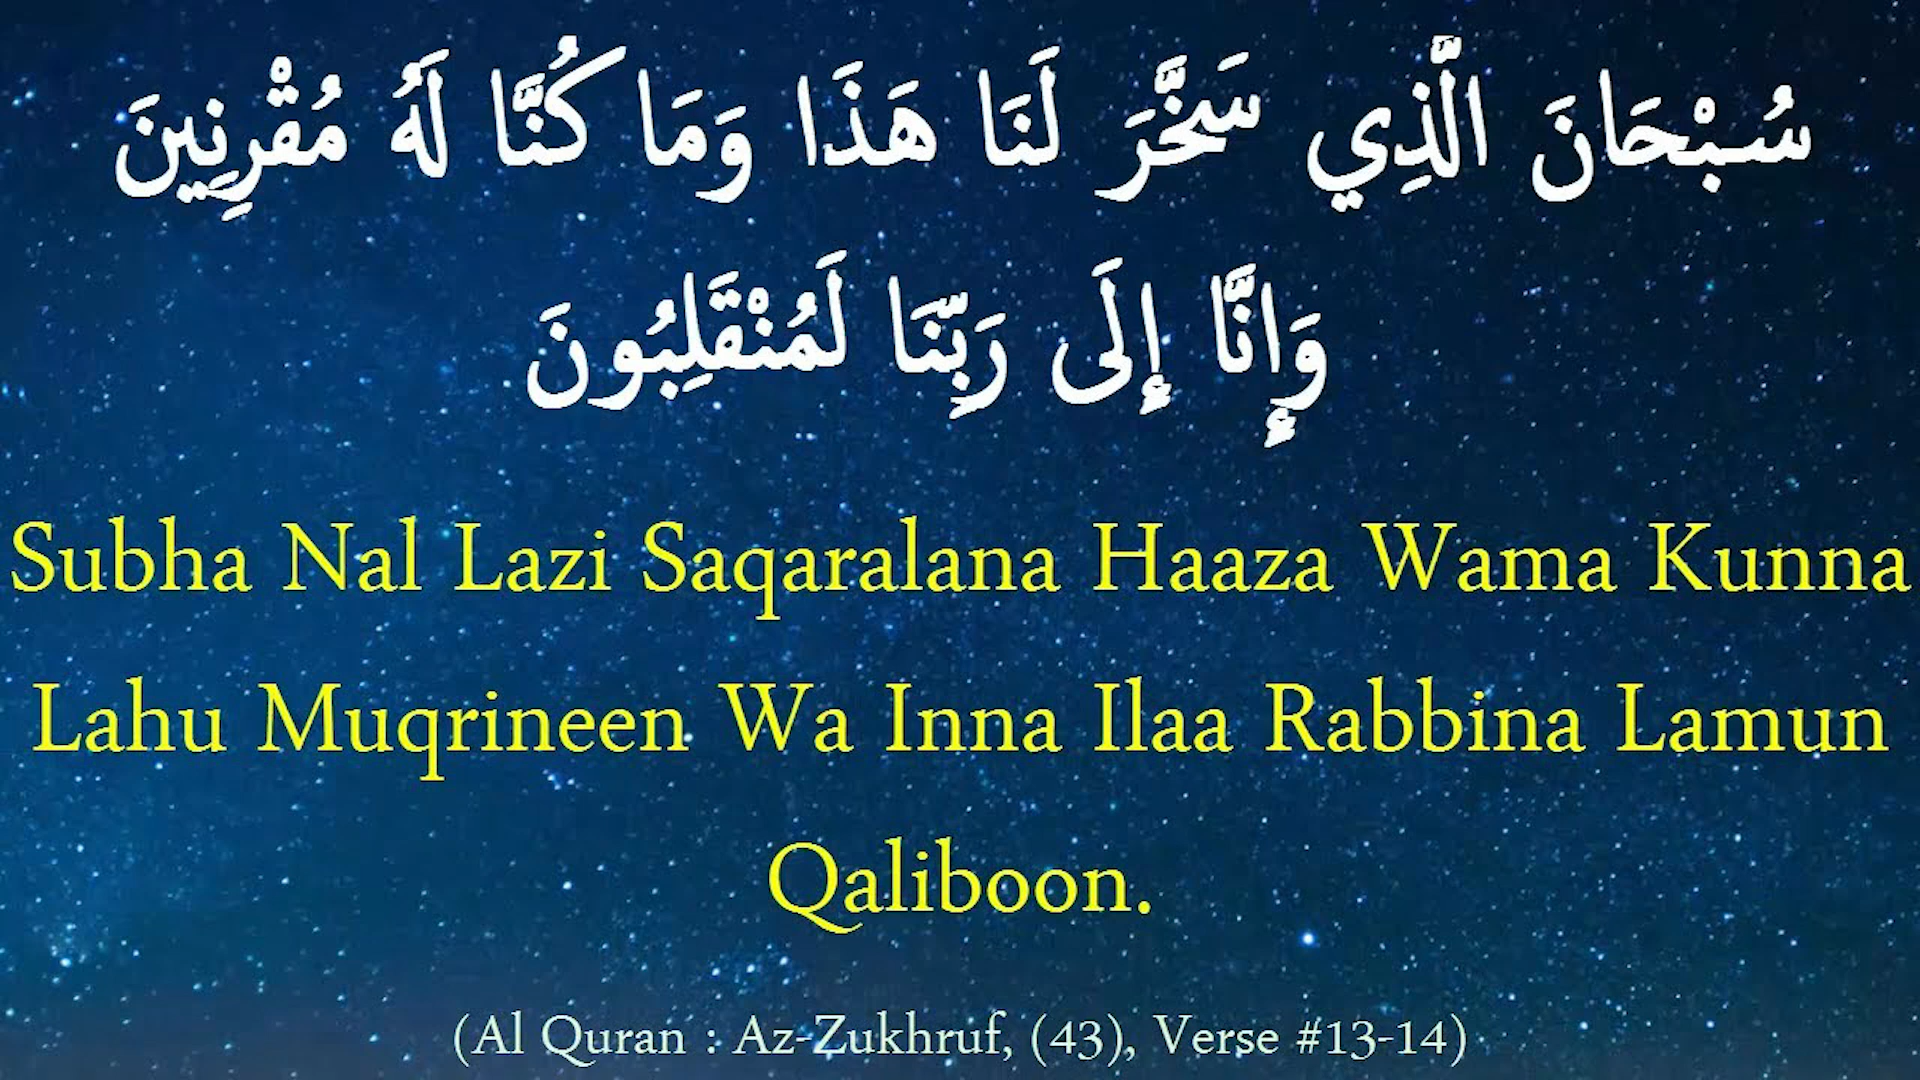 سُبْحَانَ الَّذِي سَخَّرَ لَنَا هَذَا وَمَا كُنَّا لَهُ مُقْرِنِينَ
وَإِنَّا إِلَى رَبِّنَا لَمُنْقَلِبُونَ
Subha Nal Lazi Saqaralana Haaza Wama Kunna
Lahu Muqrineen Wa Inna Ilaa Rabbina Lamun
Qaliboon.
(Al Quran : Az-Zukhruf, (43), Verse #13-14)